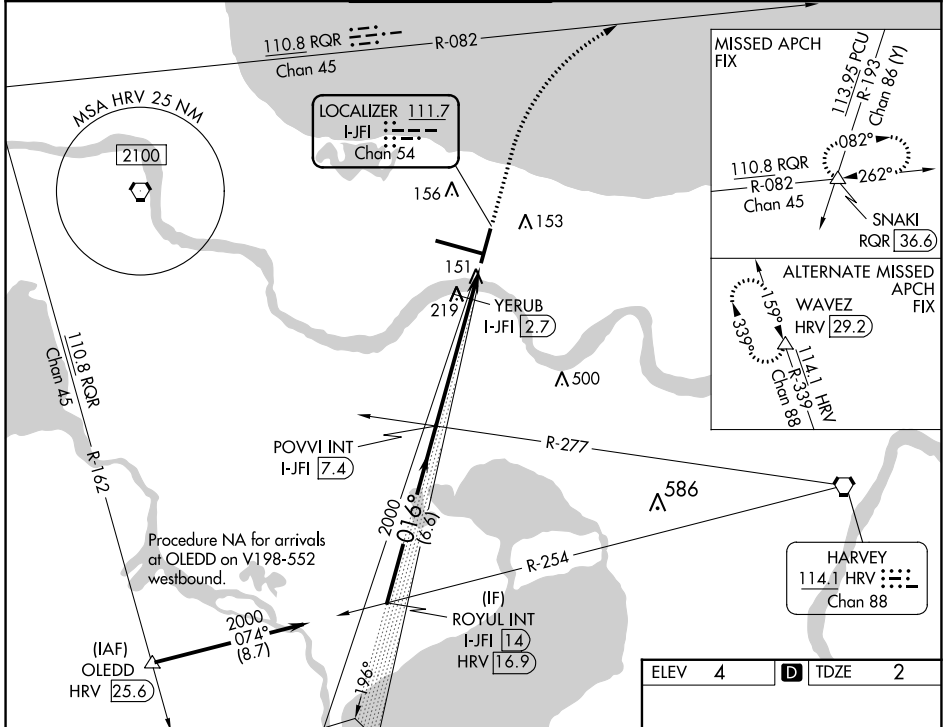 110.8 RQR
Chan 45
R-082
MSA HRV 25 NM
2100
LOCALIZER 111.7
I-JFI
Chan 54
156
153
151
219
YERUB
I-JFI 2.7
500
MISSED APCH
FIX
113.95 PCU
R-193
Chan 86 (Y)
082°
262°
110.8 RQR
R-082
Chan 45
SNAKI
RQR 36.6
ALTERNATE MISSED
APCH
FIX
159°
339°
WAVEZ
HRV 29.2
114.1 HRV
R-339
Chan 88
110.8 RQR
Chan 45
R-162
POVVI INT
I-JFI 7.4
R-277
586
2000
016°
(6.6)
R-254
Procedure NA for arrivals
at OLEDD on V198-552
westbound.
HARVEY
114.1 HRV
Chan 88
(IF)
ROYUL INT
I-JFI 14
HRV 16.9
2000
074°
(8.7)
(IAF)
OLEDD
HRV 25.6
196°
ELEV 4 D TDZE 2